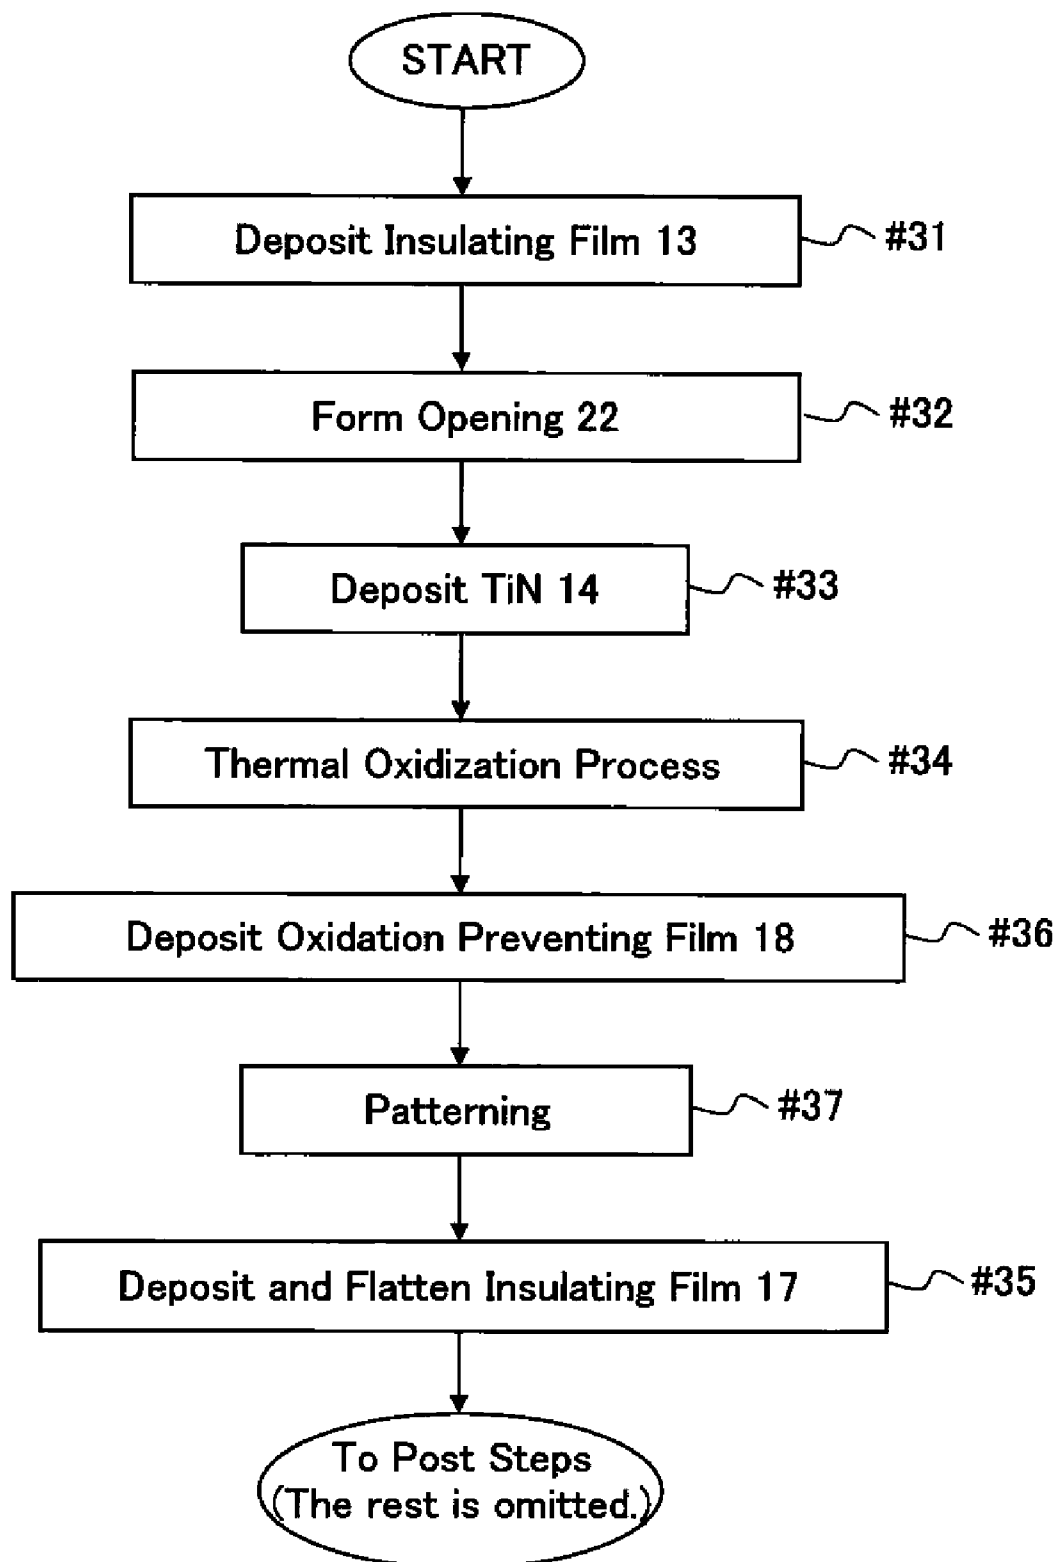 START
Deposit Insulating Film 13
#31
Form Opening 22
#32
Deposit TiN 14
#33
Thermal Oxidization Process
#34
Deposit Oxidation Preventing Film 18
#36
Patterning
#37
Deposit and Flatten Insulating Film 17
#35
To Post Steps
(The rest is omitted.)